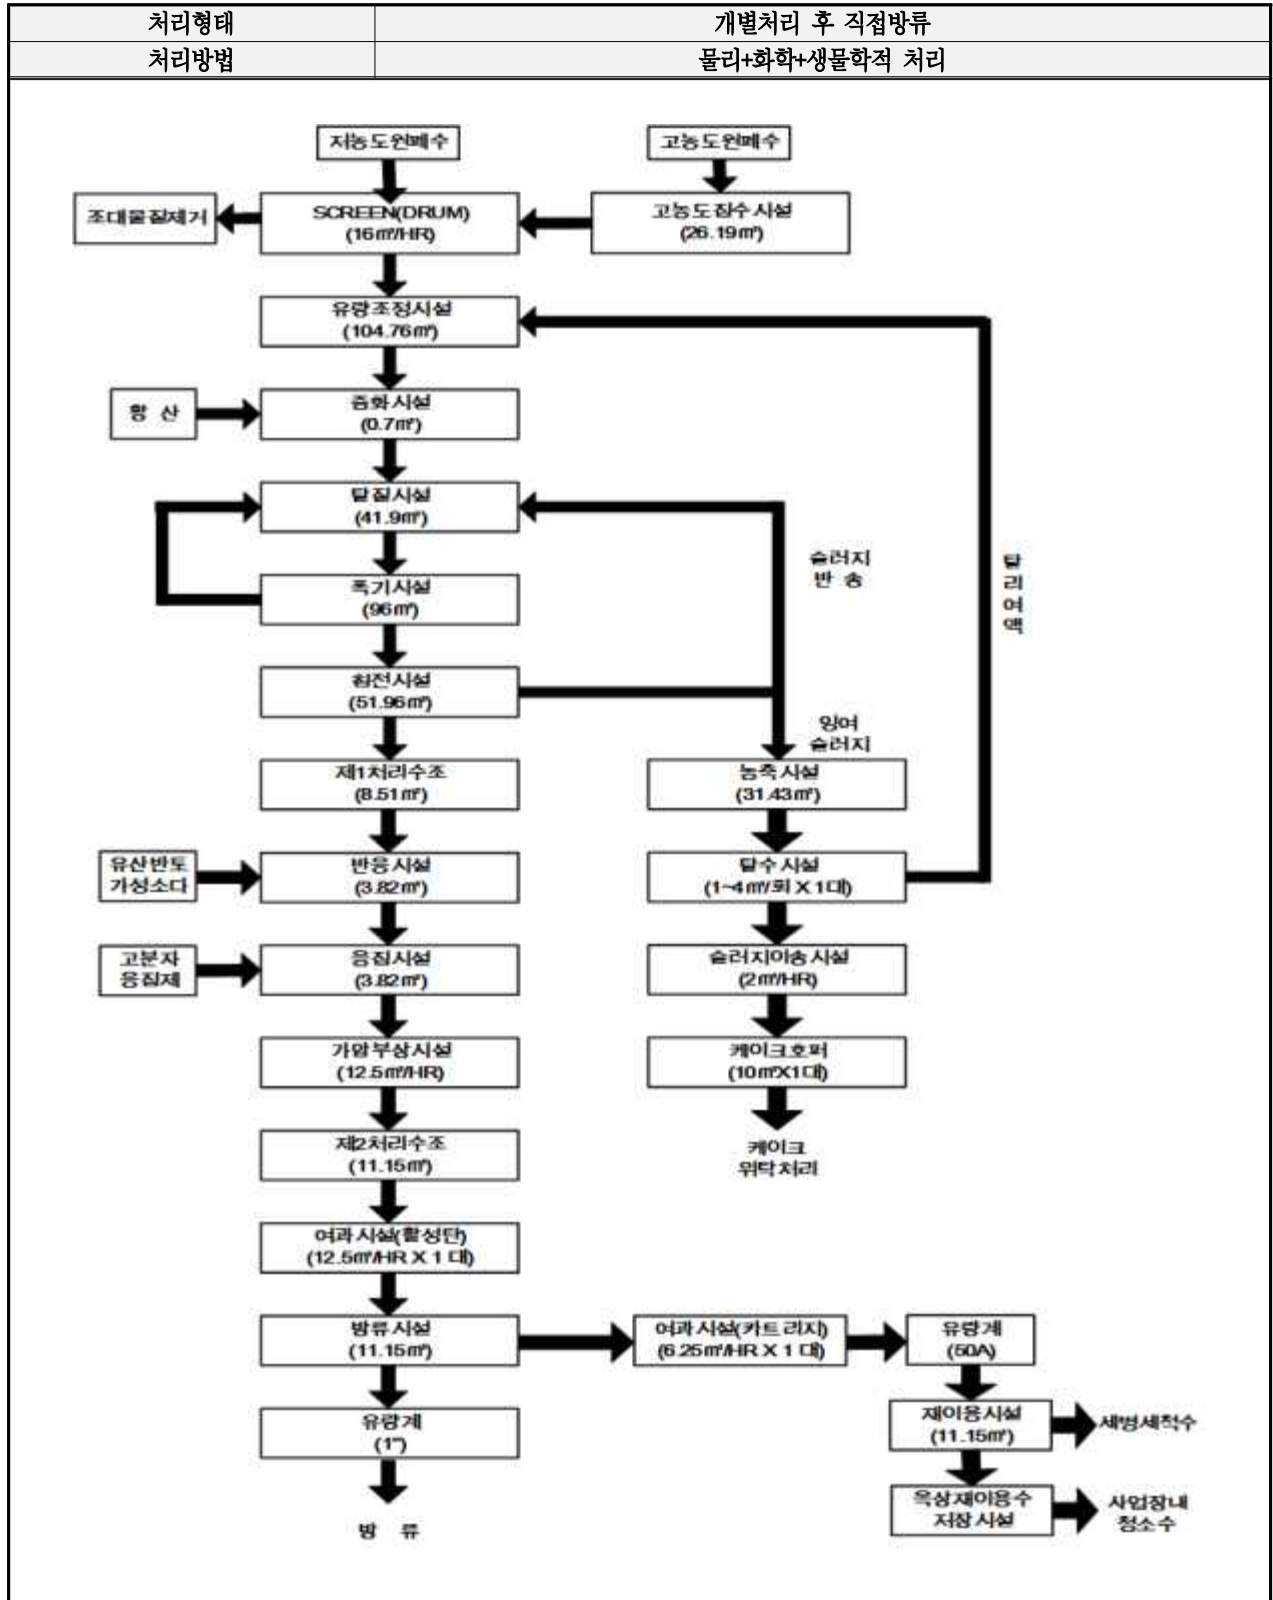 처리형태 개별처리 후 직접방류
처리방법 물리+화학+생물학적 처리
저농도원폐수 고농도원폐수
조대물질제거
SCREEN(DRUM)
(16㎥/HR)
고농도집수시설
(26.19㎥)
유량조정시설
(104.76㎥)
황 산
중화시설
(0.7㎥)
탈질시설
(41.9㎥)
폭기시설
(96㎥)
슬러지
반 송
탈
리
여
액
침전시설
(51.96㎥)
잉여
슬러지
제1처리수조
(8.51㎥)
농축시설
(31.43㎥)
유산반토
가성소다
반응시설
(3.82㎥)
탈수시설
(1~4㎥/회 X 1대)
고분자
응집제
응집시설
(3.82㎥)
슬러지이송시설
(2㎥/HR)
가압부상시설
(12.5㎥/HR)
케이크호퍼
(10㎥X1대)
제2처리수조
(11.15㎥)
케이크
위탁처리
여과시설(활성탄)
(12.5㎥/HR X 1 대)
방류시설
(11.15㎥)
여과시설(카트리지)
(6.25㎥/HR X 1 대)
유량계
(50A)
유량계
(1")
재이용시설
(11.15㎥)
세병세척수
방 류
옥상재이용수
저장시설
사업장내
청소수